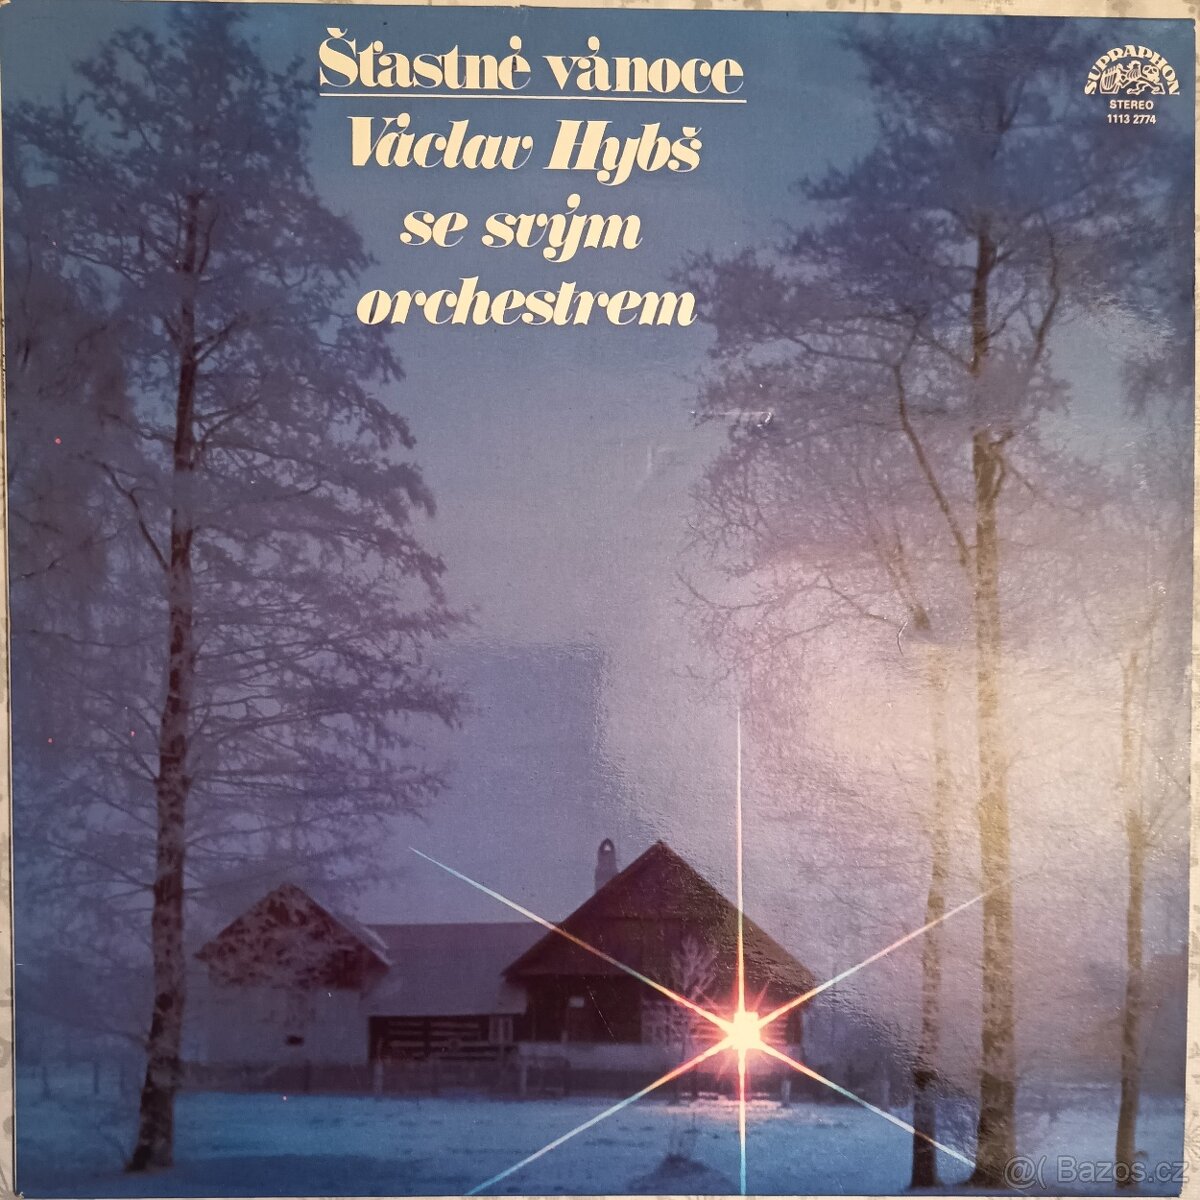 Šťastné vánoce
Václav Hybš
se svým
orchestrem
SUPRAPHON
STEREO
1113 2774
@( Bazos.cz